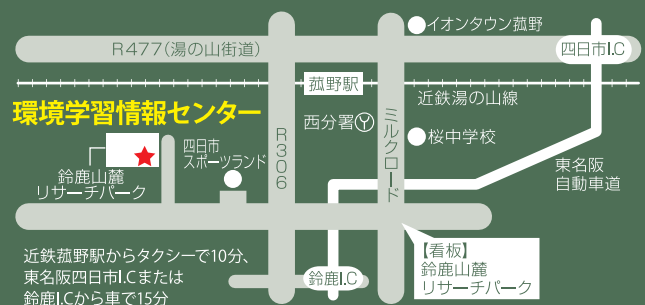 イオンタウン菰野
R477(湯の山街道)
四日市I.C
菰野駅
近鉄湯の山線
環境学習情報センター
西分署
ミルクロード
桜中学校
R306
四日市
スポーツランド
鈴鹿山麓
リサーチパーク
東名阪
自動車道
近鉄菰野駅からタクシーで10分、
東名阪四日市I.Cまたは
鈴鹿I.Cから車で15分
鈴鹿I.C
【看板】
鈴鹿山麓
リサーチパーク